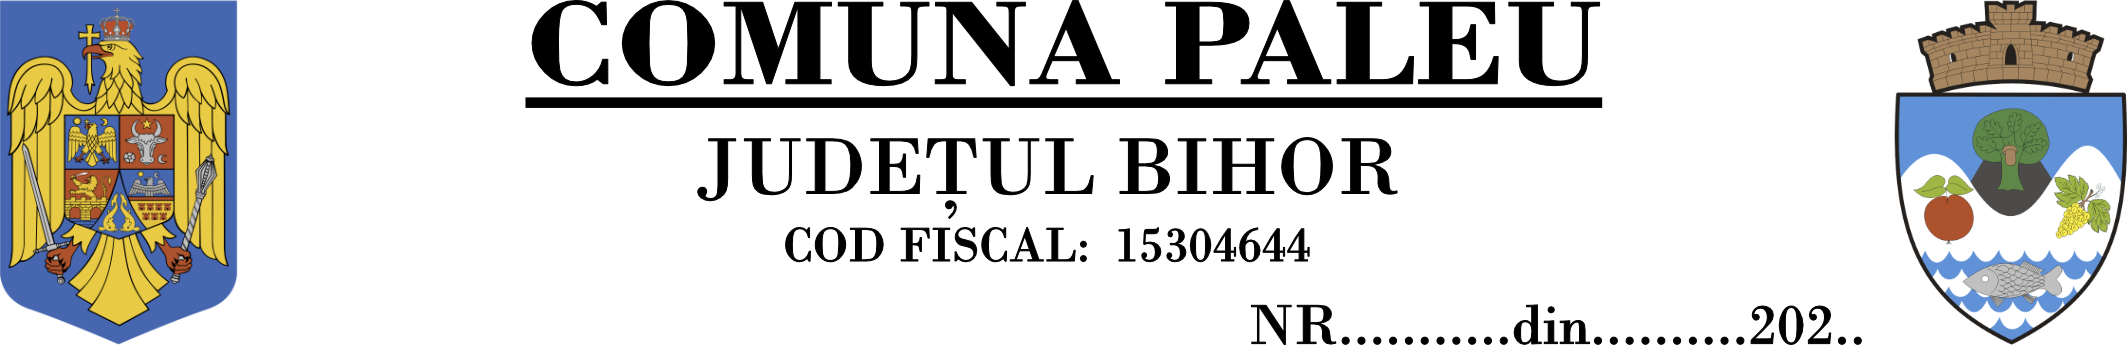 COMUNA PALEU
JUDEȚUL BIHOR
COD FISCAL: 15304644
NR...........din..........202..